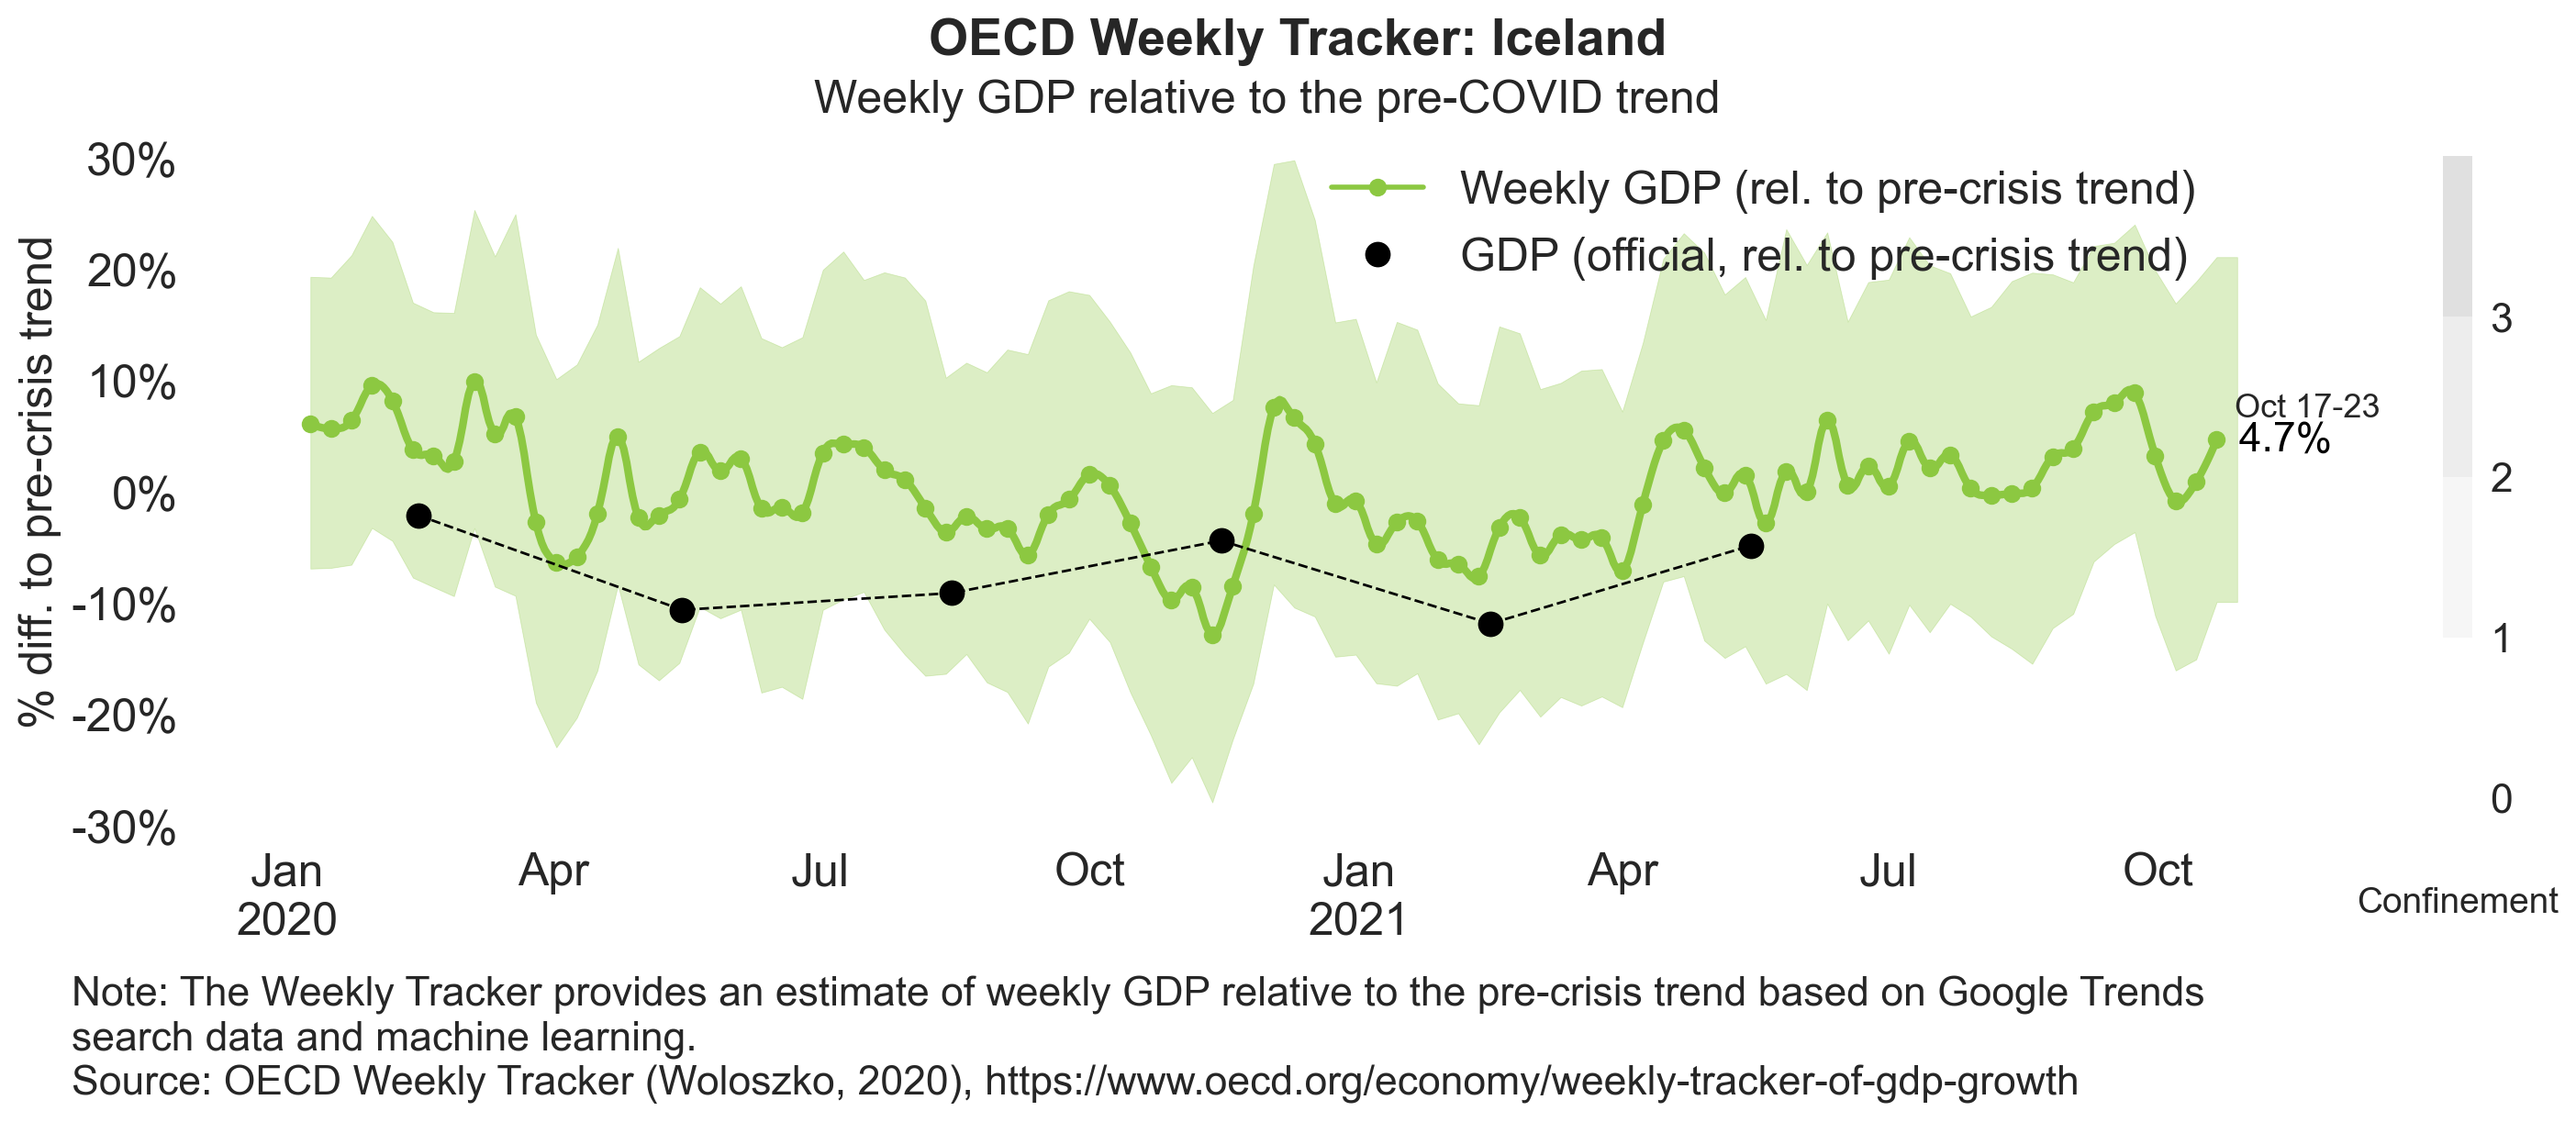 OECD Weekly Tracker: Iceland
Weekly GDP relative to the pre-COVID trend
% diff. to pre-crisis trend
30%
20%
10%
0%
-10%
-20%
-30%
Weekly GDP (rel. to pre-crisis trend)
GDP (official, rel. to pre-crisis trend)
Oct 17-23
4.7%
3
2
1
0
Confinement
Jan Apr Jul Oct Jan Apr Jul Oct
2020 2021
Note: The Weekly Tracker provides an estimate of weekly GDP relative to the pre-crisis trend based on Google Trends
search data and machine learning.
Source: OECD Weekly Tracker (Woloszko, 2020), https://www.oecd.org/economy/weekly-tracker-of-gdp-growth